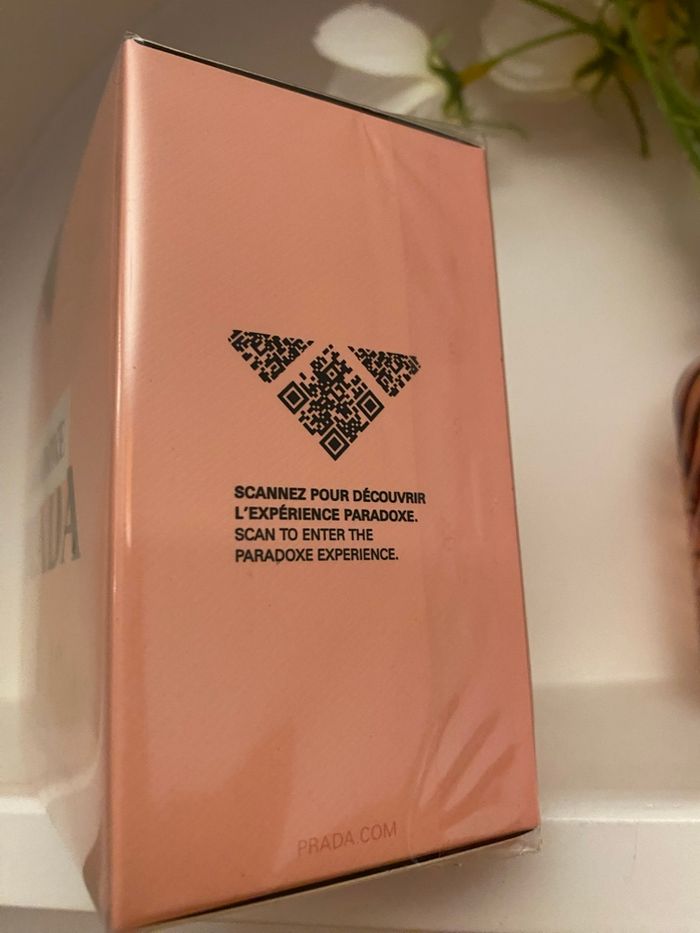 SCANNEZ POUR DÉCOUVRIR
L'EXPÉRIENCE PARADOXE.
SCAN TO ENTER THE
PARADOXE EXPERIENCE.
PRADA.COM